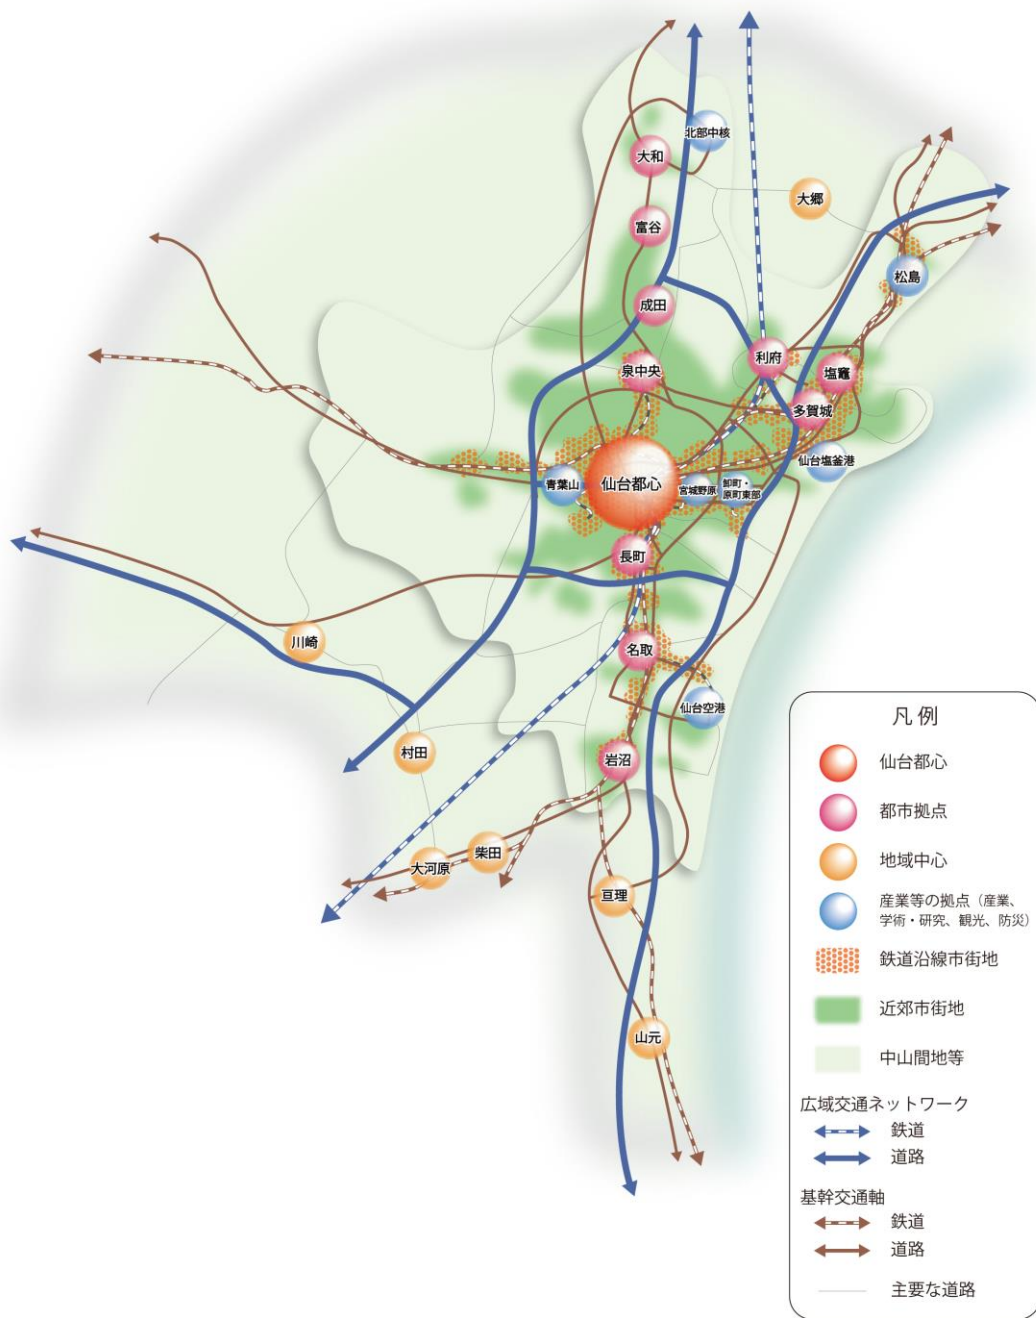 北部中核
大和
大郷
富谷
松島
成田
利府
泉中央
塩竈
多賀城
仙台塩釜港
青葉山
仙台都心
宮城野原
卸町・
原町東部
長町
川崎
名取
仙台空港
村田
岩沼
柴田
大河原
亘理
山元
凡例
仙台都心
都市拠点
地域中心
産業等の拠点（産業、
学術・研究、観光、防災）
鉄道沿線市街地
近郊市街地
中山間地等
広域交通ネットワーク
鉄道
道路
基幹交通軸
鉄道
道路
主要な道路